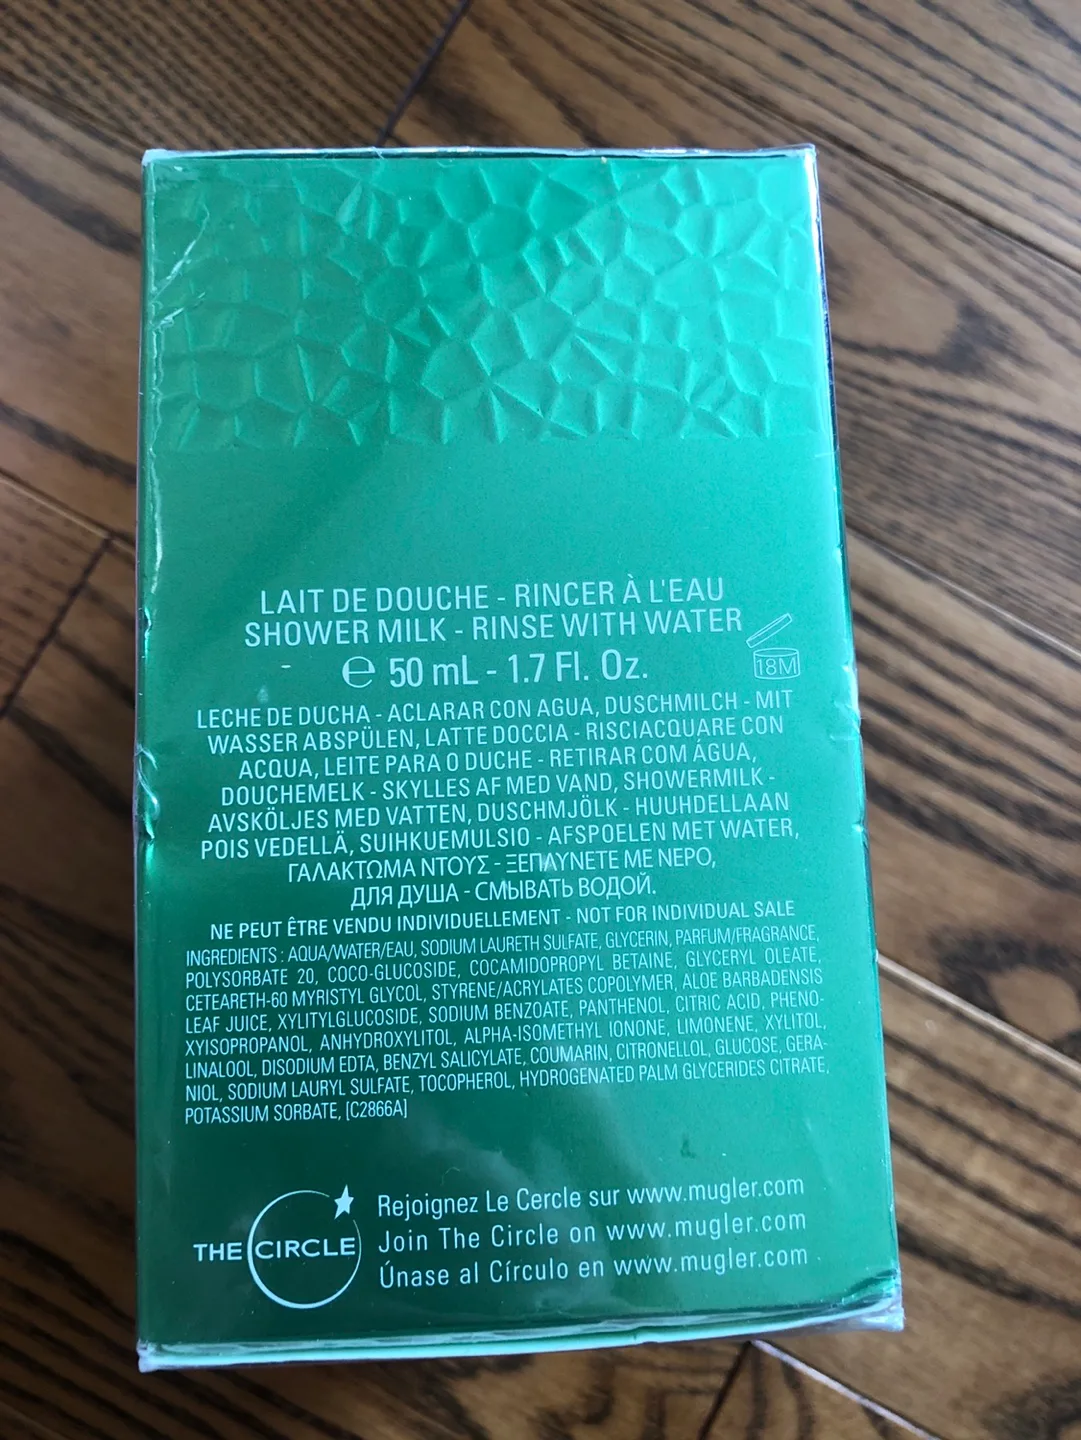 LAIT DE DOUCHE - RINCER À L'EAU
SHOWER MILK - RINSE WITH WATER
℮ 50 mL - 1.7 Fl. Oz.
18M
LECHE DE DUCHA - ACLARAR CON AGUA, DUSCHMILCH - MIT
WASSER ABSPÜLEN, LATTE DOCCIA - RISCIACQUARE CON
ACQUA, LEITE PARA O DUCHE - RETIRAR COM ÁGUA,
DOUCHEMELK - SKYLLES AF MED VAND, SHOWERMILK -
AVSKÖLJES MED VATTEN, DUSCHMJÖLK - HUUHDELLAAN
POIS VEDELLÄ, SUIHKUEMULSIO - AFSPOELEN MET WATER,
ΓΑΛΑΚΤΩΜΑ ΝΤΟΥΣ - ΞΕΠΛΥΝΕΤΕ ΜΕ ΝΕΡΟ,
ДЛЯ ДУША - СМЫВАТЬ ВОДОЙ.
NE PEUT ÊTRE VENDU INDIVIDUELLEMENT - NOT FOR INDIVIDUAL SALE
INGREDIENTS : AQUA/WATER/EAU, SODIUM LAURETH SULFATE, GLYCERIN, PARFUM/FRAGRANCE,
POLYSORBATE 20, COCO-GLUCOSIDE, COCAMIDOPROPYL BETAINE, GLYCERYL OLEATE,
CETEARETH-60 MYRISTYL GLYCOL, STYRENE/ACRYLATES COPOLYMER, ALOE BARBADENSIS
LEAF JUICE, XYLITYLGLUCOSIDE, SODIUM BENZOATE, PANTHENOL, CITRIC ACID, PHENO-
XYISOPROPANOL, ANHYDROXYLITOL, ALPHA-ISOMETHYL IONONE, LIMONENE, XYLITOL,
LINALOOL, DISODIUM EDTA, BENZYL SALICYLATE, COUMARIN, CITRONELLOL, GLUCOSE, GERA-
NIOL, SODIUM LAURYL SULFATE, TOCOPHEROL, HYDROGENATED PALM GLYCERIDES CITRATE,
POTASSIUM SORBATE, [C2866A]
THE CIRCLE
Rejoignez Le Cercle sur www.mugler.com
Join The Circle on www.mugler.com
Únase al Círculo en www.mugler.com